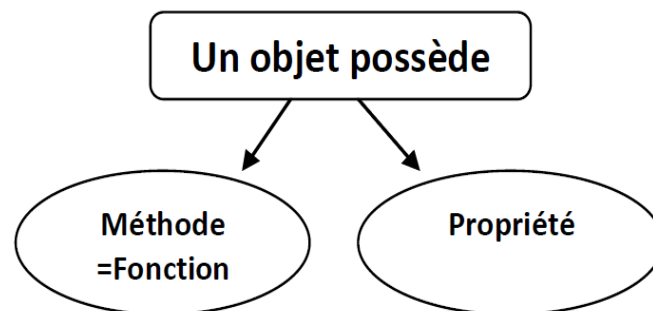 Un objet possède
Méthode
=Fonction
Propriété